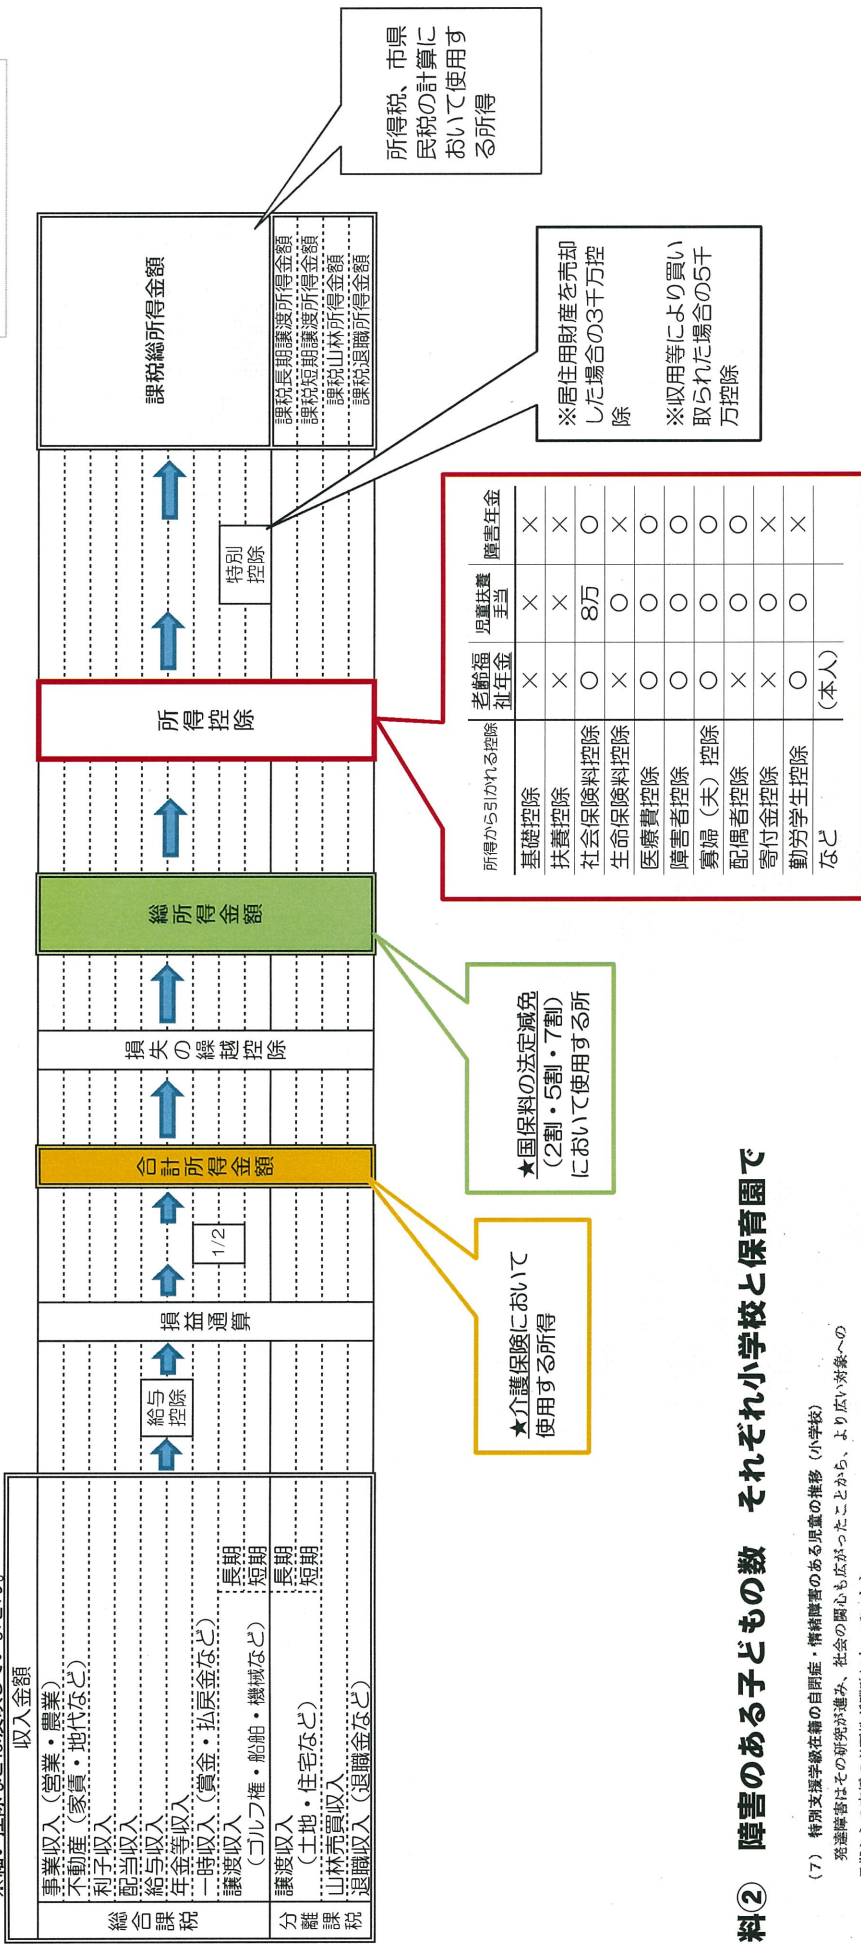 収入金額
総合課税
事業収入（営業・農業）
不動産（家賃・地代など）
利子収入
配当収入
給与収入
年金等収入
一時収入（賞金・払戻金など）
譲渡収入
（ゴルフ権・船舶・機械など）
長期
短期
分離課税
譲渡収入
（土地・住宅など）
長期
短期
山林売買収入
退職収入（退職金など）
給与
控除
損益通算
1/2
合計所得金額
損失の繰越控除
総所得金額
所得控除
特別
控除
課税総所得金額
課税長期譲渡所得金額
課税短期譲渡所得金額
課税山林所得金額
課税退職所得金額
所得税、市県
民税の計算に
おいて使用す
る所得
※居住用財産を売却
した場合の3千万控
除
※収用等により買い
取られた場合の5千
万控除
★介護保険において
使用する所得
★国保料の法定減免
（2割・5割・7割）
において使用する所
所得から引かれる控除 老齢福祉年金 児童扶養手当 障害年金
基礎控除 × × ×
扶養控除 × × ×
社会保険料控除 ○ 8万 ○
生命保険料控除 × ○ ×
医療費控除 ○ ○ ○
障害者控除 ○ ○ ○
寡婦（夫）控除 ○ ○ ○
配偶者控除 × ○ ○
寄付金控除 × ○ ×
勤労学生控除 ○ ○ ×
など （本人）
料② 障害のある子どもの数 それぞれ小学校と保育園で
（7） 特別支援学級在籍の自閉症・情緒障害のある児童の推移（小学校）
発達障害はその研究が進み、社会の関心も広がったことから、より広い対象への